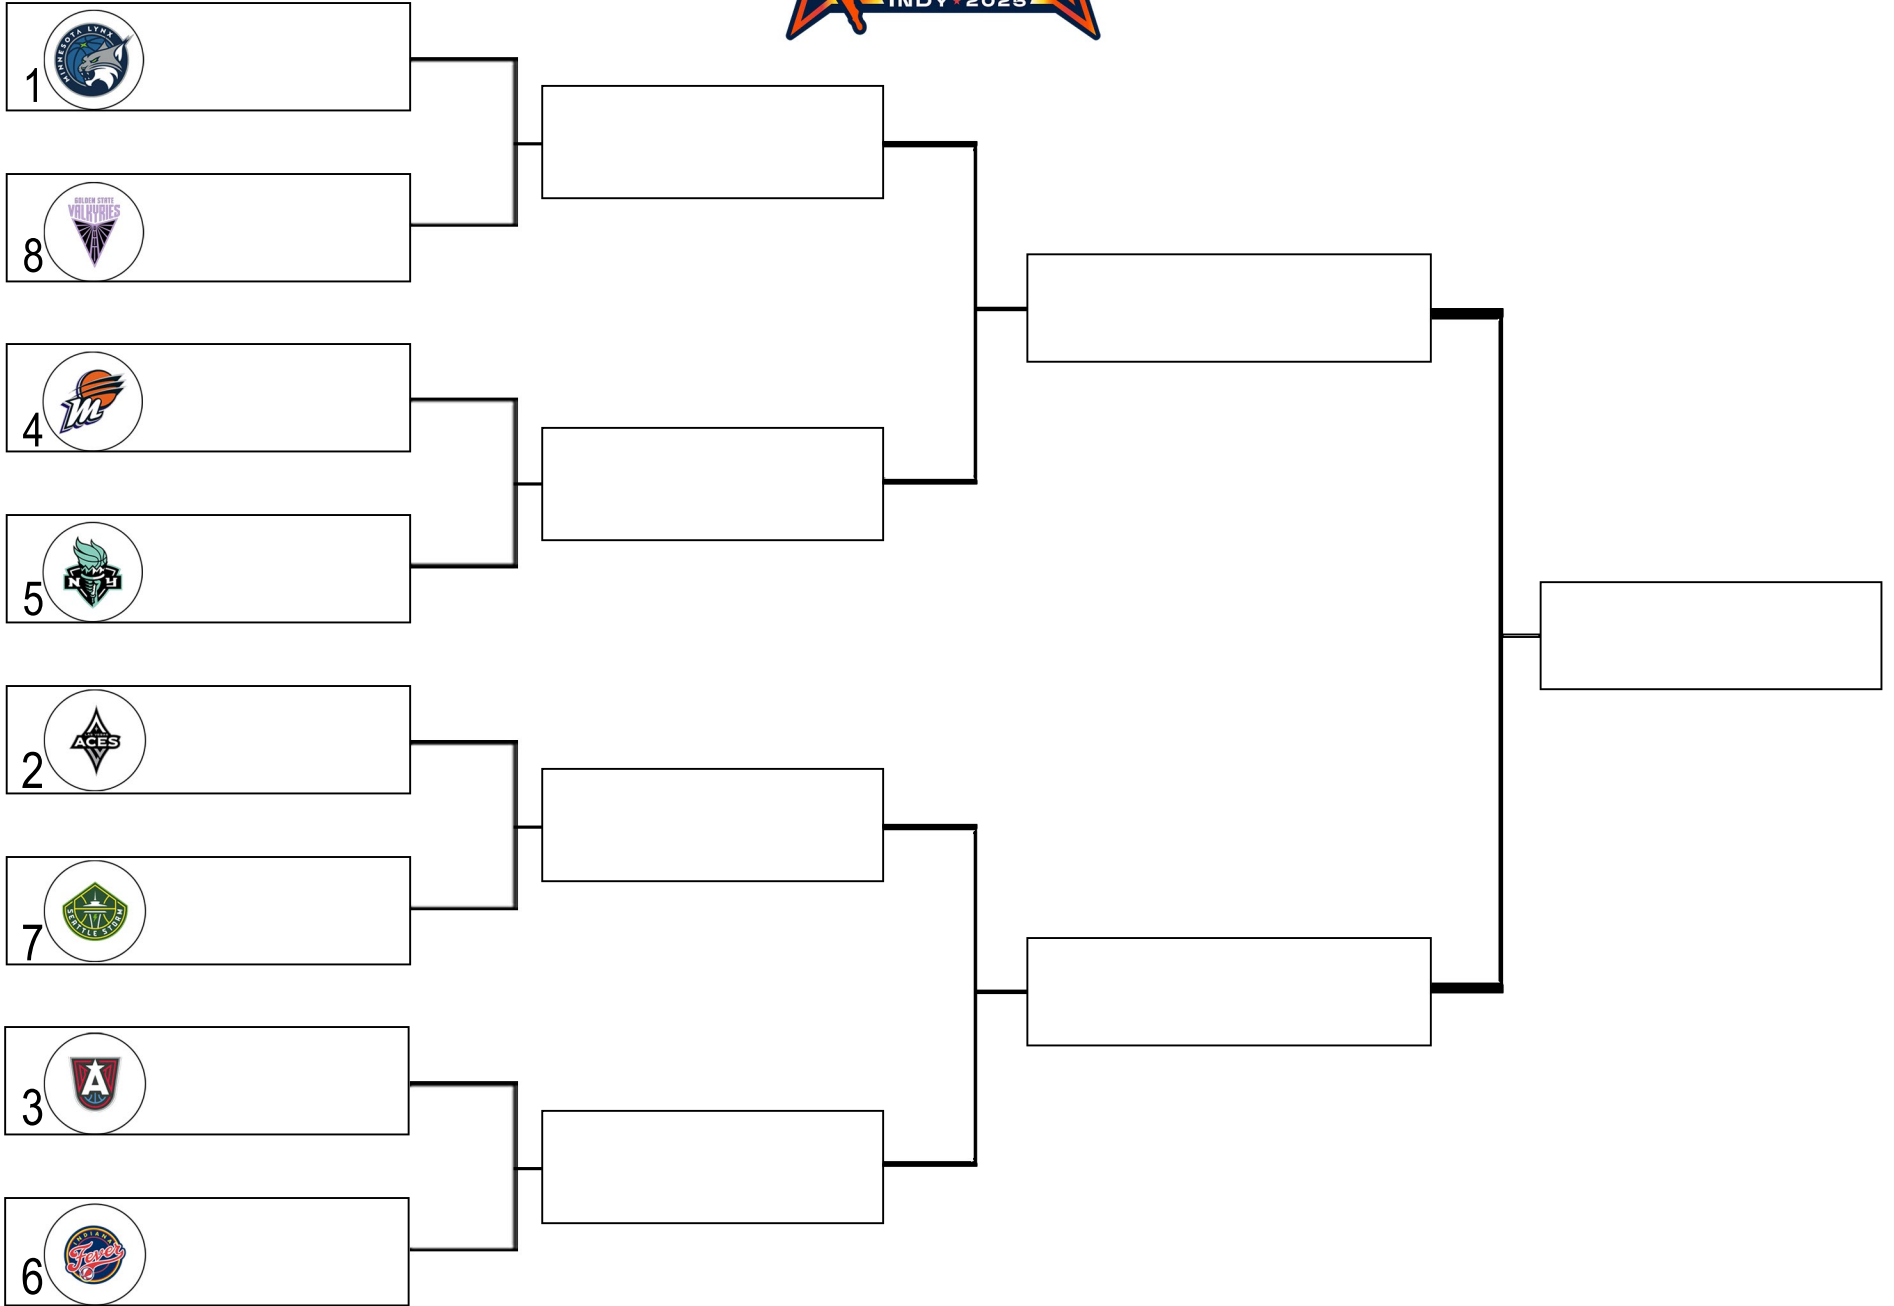 INDY★2025
MINNESOTA LYNX
1
GOLDEN STATE
VALKYRIES
8
M
4
N Y
5
ACES
2
SEATTLE STORM
7
A
3
INDIANA
Fever
6